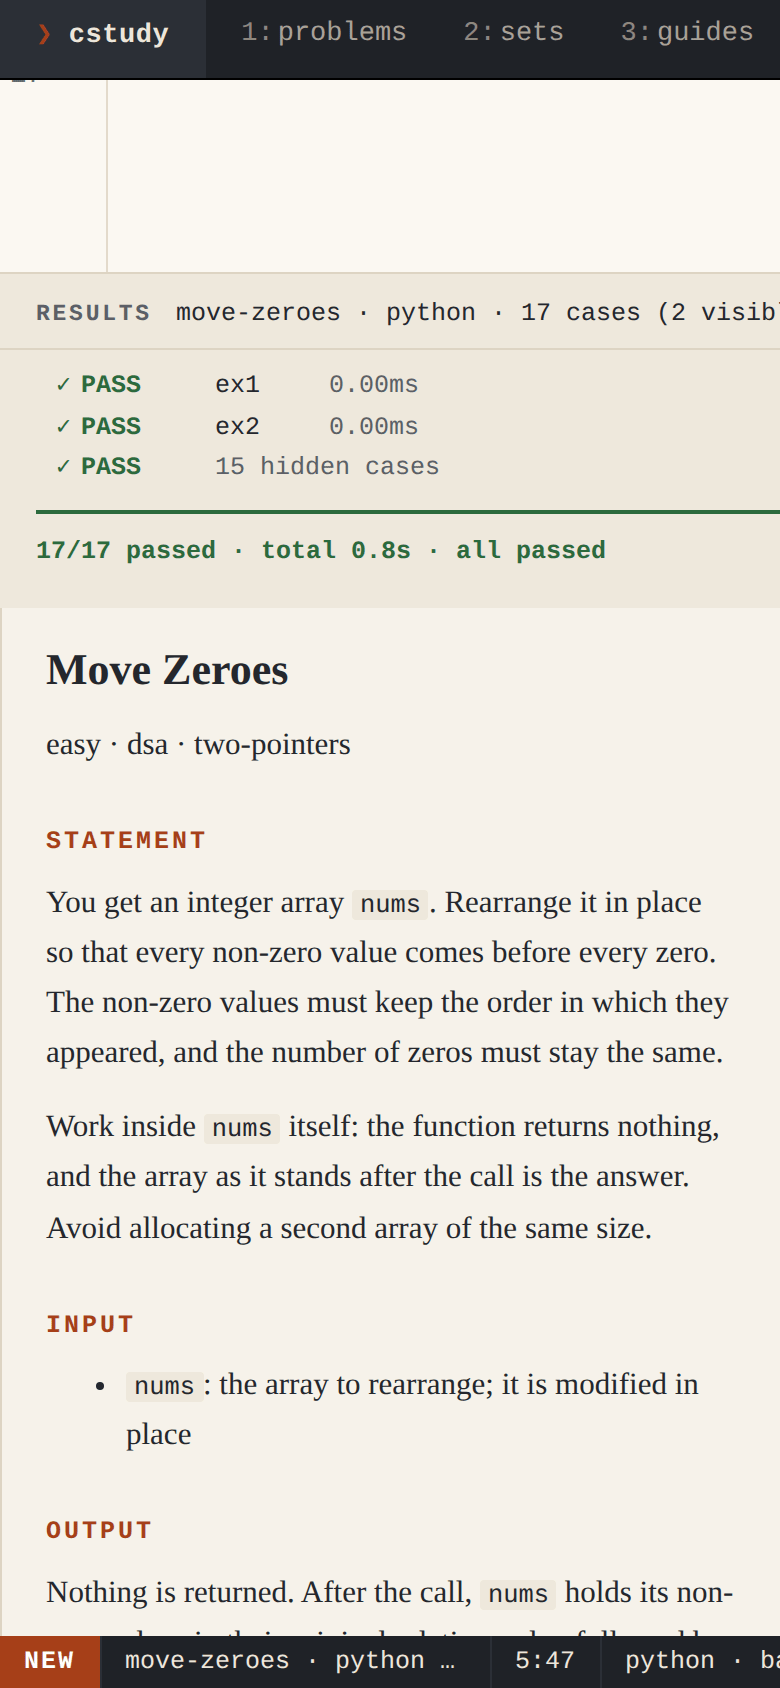 ❯ cstudy 1:problems 2:sets 3:guides
RESULTS move-zeroes · python · 17 cases (2
✓ PASS ex1 0.00ms
✓ PASS ex2 0.00ms
✓ PASS 15 hidden cases
17/17 passed · total 0.8s · all passed
Move Zeroes
easy · dsa · two-pointers
STATEMENT
You get an integer array nums. Rearrange it in place
so that every non-zero value comes before every zero.
The non-zero values must keep the order in which they
appeared, and the number of zeros must stay the same.
Work inside nums itself: the function returns nothing,
and the array as it stands after the call is the answer.
Avoid allocating a second array of the same size.
INPUT
• nums: the array to rearrange; it is modified in
place
OUTPUT
Nothing is returned. After the call, nums holds its non-
NEW move-zeroes · python … 5:47 python ·